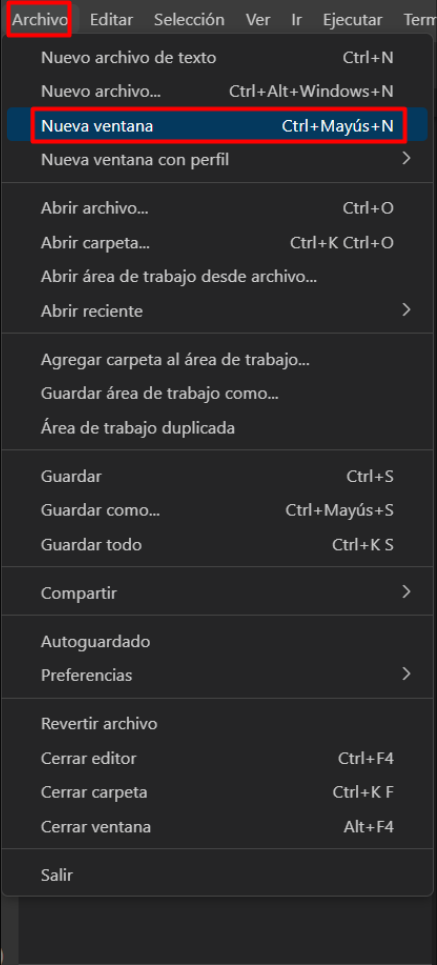 Archivo Editar Selección Ver Ir Ejecutar Term
Nuevo archivo de texto Ctrl+N
Nuevo archivo... Ctrl+Alt+Windows+N
Nueva ventana Ctrl+Mayús+N
Nueva ventana con perfil
Abrir archivo... Ctrl+O
Abrir carpeta... Ctrl+K Ctrl+O
Abrir área de trabajo desde archivo...
Abrir reciente
Agregar carpeta al área de trabajo...
Guardar área de trabajo como...
Área de trabajo duplicada
Guardar Ctrl+S
Guardar como... Ctrl+Mayús+S
Guardar todo Ctrl+K S
Compartir
Autoguardado
Preferencias
Revertir archivo
Cerrar editor Ctrl+F4
Cerrar carpeta Ctrl+K F
Cerrar ventana Alt+F4
Salir